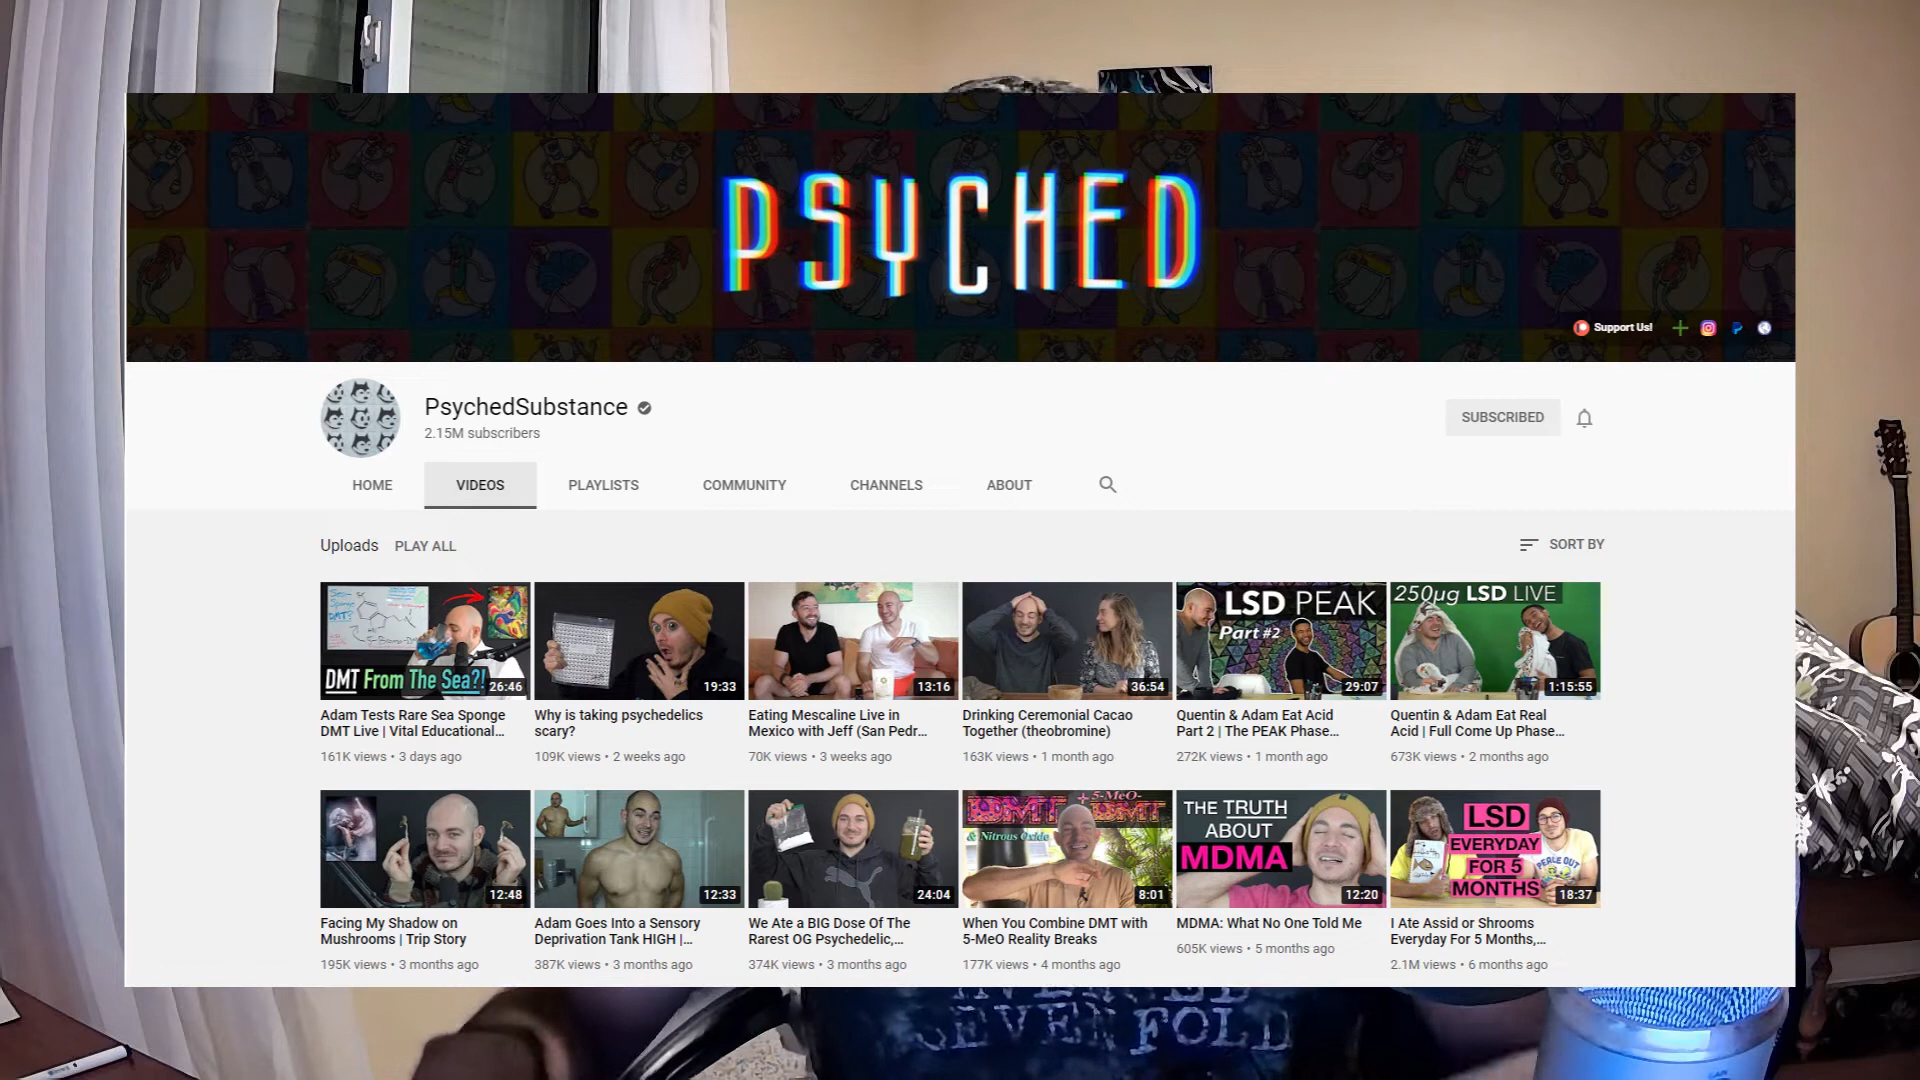 PSYCHED
Support Us!
PsychedSubstance
2.15M subscribers
SUBSCRIBED
HOME
VIDEOS
PLAYLISTS
COMMUNITY
CHANNELS
ABOUT
Uploads
PLAY ALL
SORT BY
DMT From The Sea?!
26:46
19:33
13:16
36:54
LSD PEAK
Part #2
29:07
250µg LSD LIVE
1:15:55
Adam Tests Rare Sea Sponge
DMT Live | Vital Educational...
161K views • 3 days ago
Why is taking psychedelics
scary?
109K views • 2 weeks ago
Eating Mescaline Live in
Mexico with Jeff (San Pedr...
70K views • 3 weeks ago
Drinking Ceremonial Cacao
Together (theobromine)
163K views • 1 month ago
Quentin & Adam Eat Acid
Part 2 | The PEAK Phase...
272K views • 1 month ago
Quentin & Adam Eat Real
Acid | Full Come Up Phase...
673K views • 2 months ago
12:48
12:33
24:04
DMT + 5-MeO-DMT
& Nitrous Oxide
8:01
THE TRUTH
ABOUT
MDMA
12:20
LSD
EVERYDAY
FOR 5
MONTHS
PEACE OUT
18:37
Facing My Shadow on
Mushrooms | Trip Story
195K views • 3 months ago
Adam Goes Into a Sensory
Deprivation Tank HIGH |...
387K views • 3 months ago
We Ate a BIG Dose Of The
Rarest OG Psychedelic,...
374K views • 3 months ago
When You Combine DMT with
5-MeO Reality Breaks
177K views • 4 months ago
MDMA: What No One Told Me
605K views • 5 months ago
I Ate Assid or Shrooms
Everyday For 5 Months,...
2.1M views • 6 months ago
SEVENFOLD